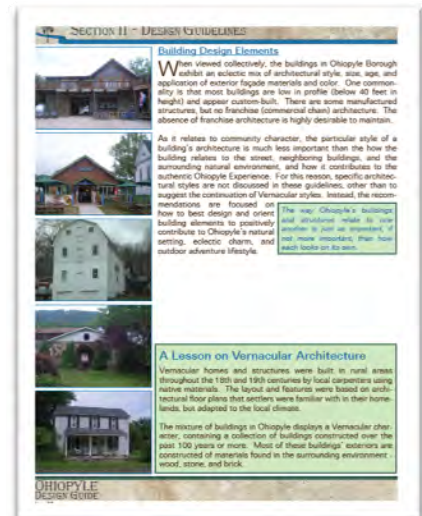 SECTION II - DESIGN GUIDELINES
Building Design Elements
When viewed collectively, the buildings in Ohiopyle Borough
exhibit an eclectic mix of architectural style, size, age, and
application of exterior façade materials and color. One common-
ality is that most buildings are low in profile (below 40 feet in
height) and appear custom-built. There are some manufactured
structures, but no franchise (commercial chain) architecture. The
absence of franchise architecture is highly desirable to maintain.
As it relates to community character, the particular style of a
building's architecture is much less important than the how the
building relates to the street, neighboring buildings, and the
surrounding natural environment, and how it contributes to the
authentic Ohiopyle Experience. For this reason, specific architec-
tural styles are not discussed in these guidelines, other than to
suggest the continuation of Vernacular styles. Instead, the recom-
mendations are focused on
how to best design and orient
building elements to positively
contribute to Ohiopyle's natural
setting, eclectic charm, and
outdoor adventure lifestyle.
The way Ohiopyle's buildings
and structures relate to one
another is just as important, if
not more important, than how
each looks on its own.
A Lesson on Vernacular Architecture
Vernacular homes and structures were built in rural areas
throughout the 18th and 19th centuries by local carpenters using
native materials. The layout and features were based on archi-
tectural floor plans that settlers were familiar with in their home-
lands, but adapted to the local climate.
The mixture of buildings in Ohiopyle displays a Vernacular char-
acter, containing a collection of buildings constructed over the
past 100 years or more. Most of these buildings' exteriors are
constructed of materials found in the surrounding environment -
wood, stone, and brick.
OHIOPYLE
DESIGN GUIDE